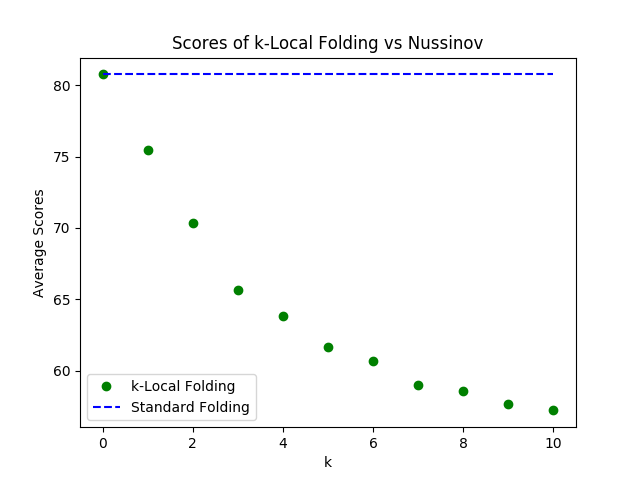 Scores of k-Local Folding vs Nussinov
Average Scores
80
75
70
65
60
k-Local Folding
Standard Folding
0 2 4 6 8 10
k